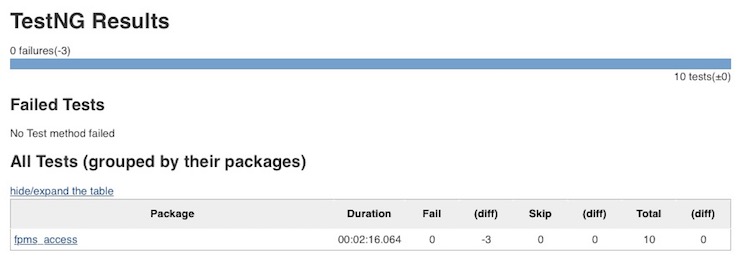 TestNG Results
0 failures(-3)
10 tests(±0)
Failed Tests
No Test method failed
All Tests (grouped by their packages)
hide/expand the table
Package Duration Fail (diff) Skip (diff) Total (diff)
fpms_access 00:02:16.064 0 -3 0 0 10 0